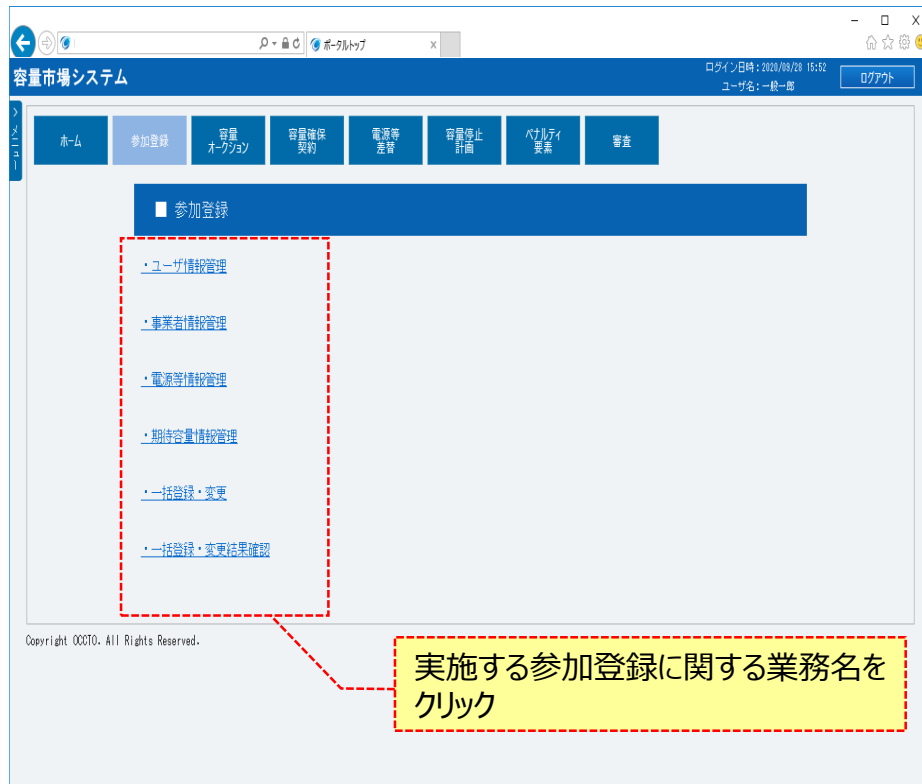 ポータルトップ
容量市場システム
ログイン日時：2020/09/28 15:52
ユーザ名：一般一郎
ログアウト
メニュー
ホーム
参加登録
容量
オークション
容量確保
契約
電源等
差替
容量停止
計画
ペナルティ
要素
審査
■ 参加登録
・ユーザ情報管理
・事業者情報管理
・電源等情報管理
・期待容量情報管理
・一括登録・変更
・一括登録・変更結果確認
Copyright OCCTO. All Rights Reserved.
実施する参加登録に関する業務名を
クリック